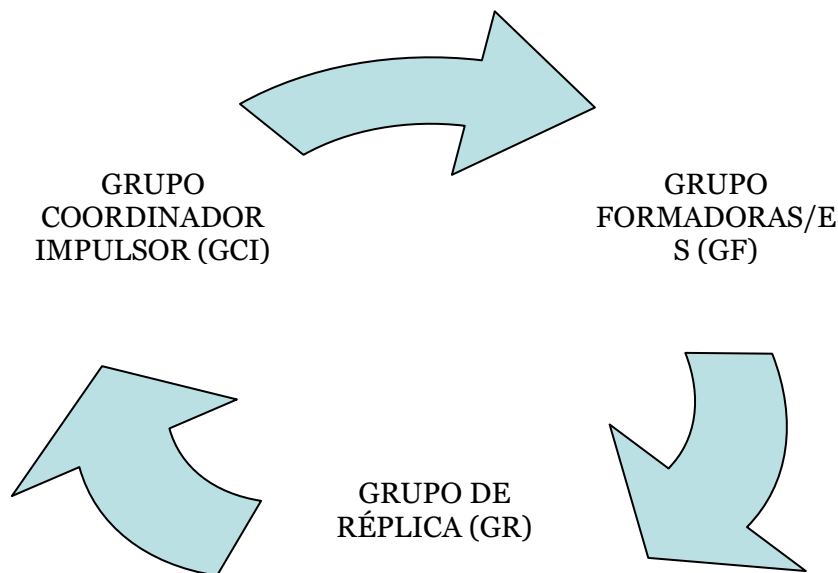 GRUPO
COORDINADOR
IMPULSOR (GCI)
GRUPO
FORMADORAS/E
S (GF)
GRUPO DE
RÉPLICA (GR)